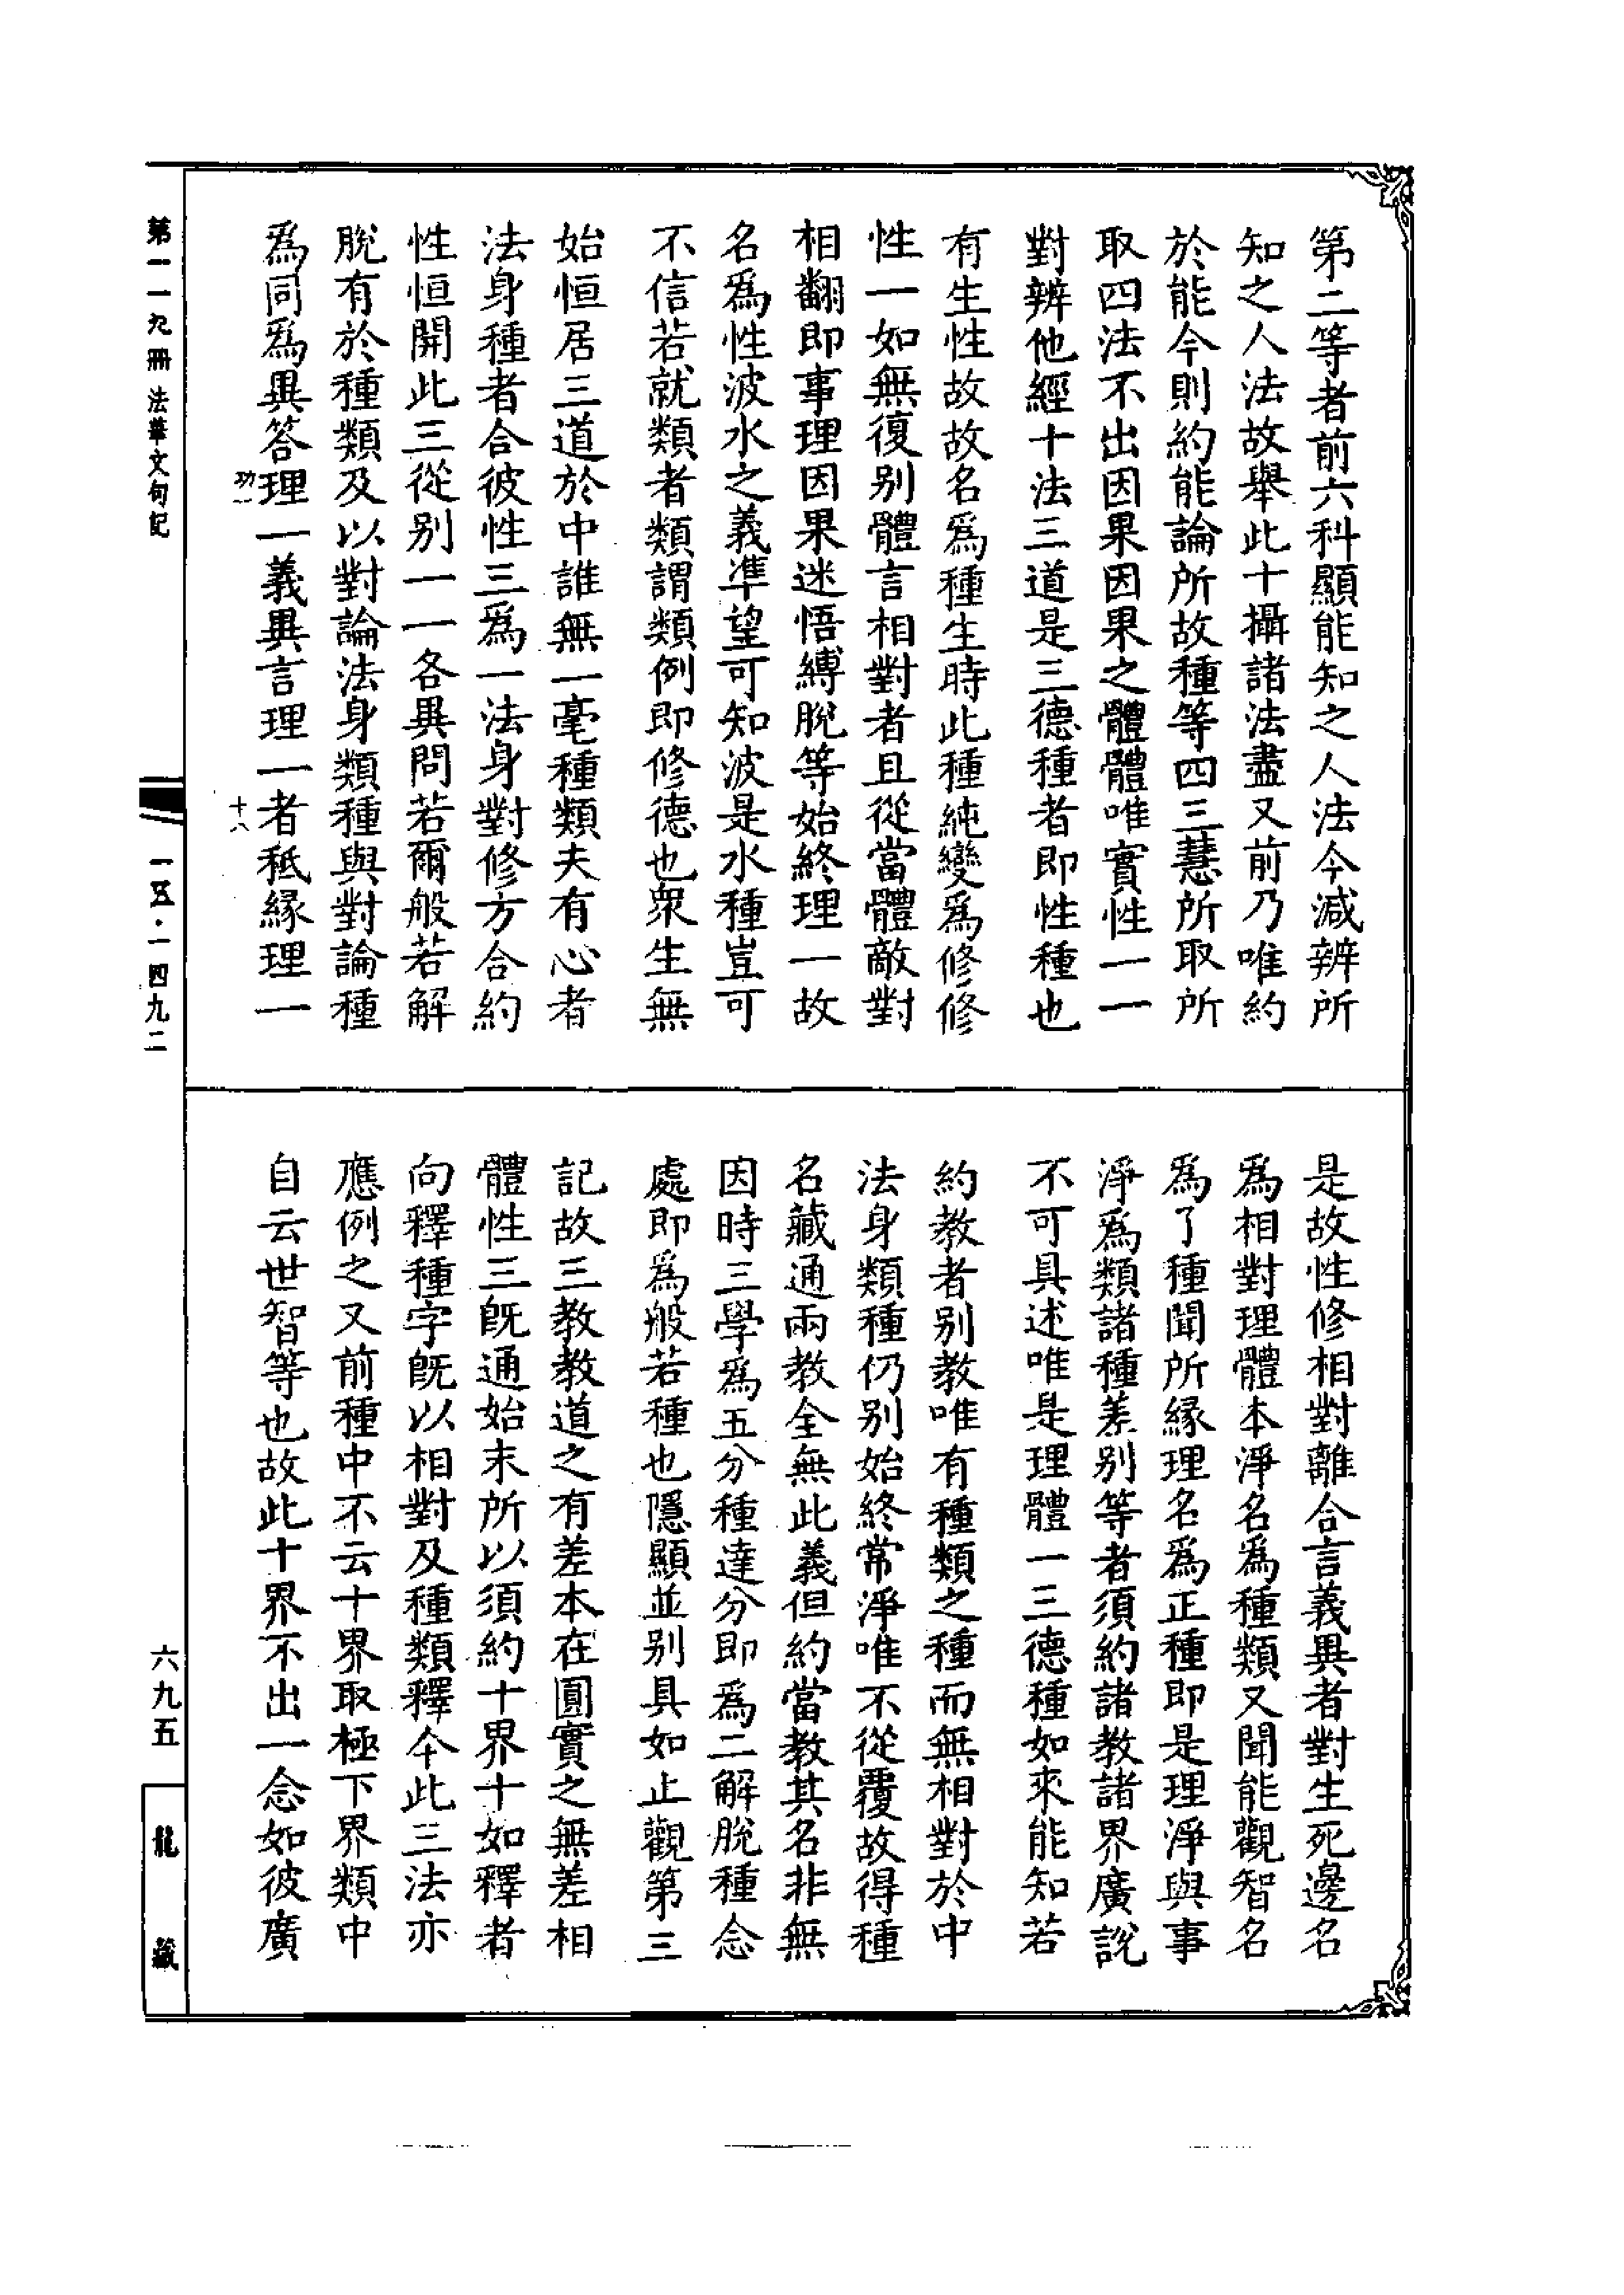 第二等者前六科顯能知之人法今減辨所
知之人法故舉此十攝諸法盡又前乃唯約
於能今則約能論所故種等四三慧所取所
取四法不出因果因果之體體唯實性一一
對辨他經十法三道是三德種者即性種也
有生性故故名爲種生時此種純變爲修修
性一如無復別體言相對者且從當體敵對
相翻即事理因果迷悟縛脫等始終理一故
名爲性波水之義準望可知波是水種豈可
不信若就類者類謂類例即修德也衆生無
始恒居三道於中誰無一毫種類夫有心者
法身種者合彼性三爲一法身對修方合約
性恒開此三從別一一各異問若爾般若解
脫有於種類及以對論法身類種與對論種
爲同爲異答理一義異言理一者秖緣理一
是故性修相對離合言義異者對生死邊名
爲相對理體本淨名爲種類又聞能觀智名
爲了種聞所緣理名爲正種即是理淨與事
淨爲類諸種差別等者須約諸教諸界廣說
不可具述唯是理體一三德種如來能知若
約教者別教唯有種類之種而無相對於中
法身類種仍別始終常淨唯不從覆故得種
名藏通兩教全無此義但約當教其名非無
因時三學爲五分種達分即爲二解脫種念
處即爲般若種也隱顯並別具如止觀第三
記故三教教道之有差本在圓實之無差相
體性三旣通始末所以須約十界十如釋者
向釋種字旣以相對及種類釋今此三法亦
應例之又前種中不云十界取極下界類中
自云世智等也故此十界不出一念如彼廣
功一
十八
第一一九冊 法華文句記
一五·一四九二
六九五
龍藏